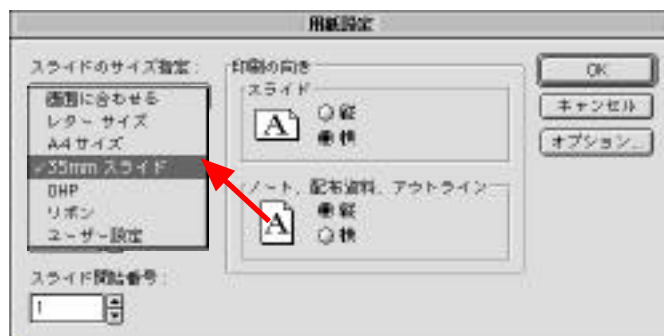 用紙設定
スライドのサイズ指定:
画面に合わせる
レター サイズ
A4 サイズ
✓35mm スライド
OHP
リボン
ユーザー設定
スライド開始番号:
1
印刷の向き
スライド
A
縦
横
ノート、配布資料、アウトライン
A
縦
横
OK
キャンセル
オプション...